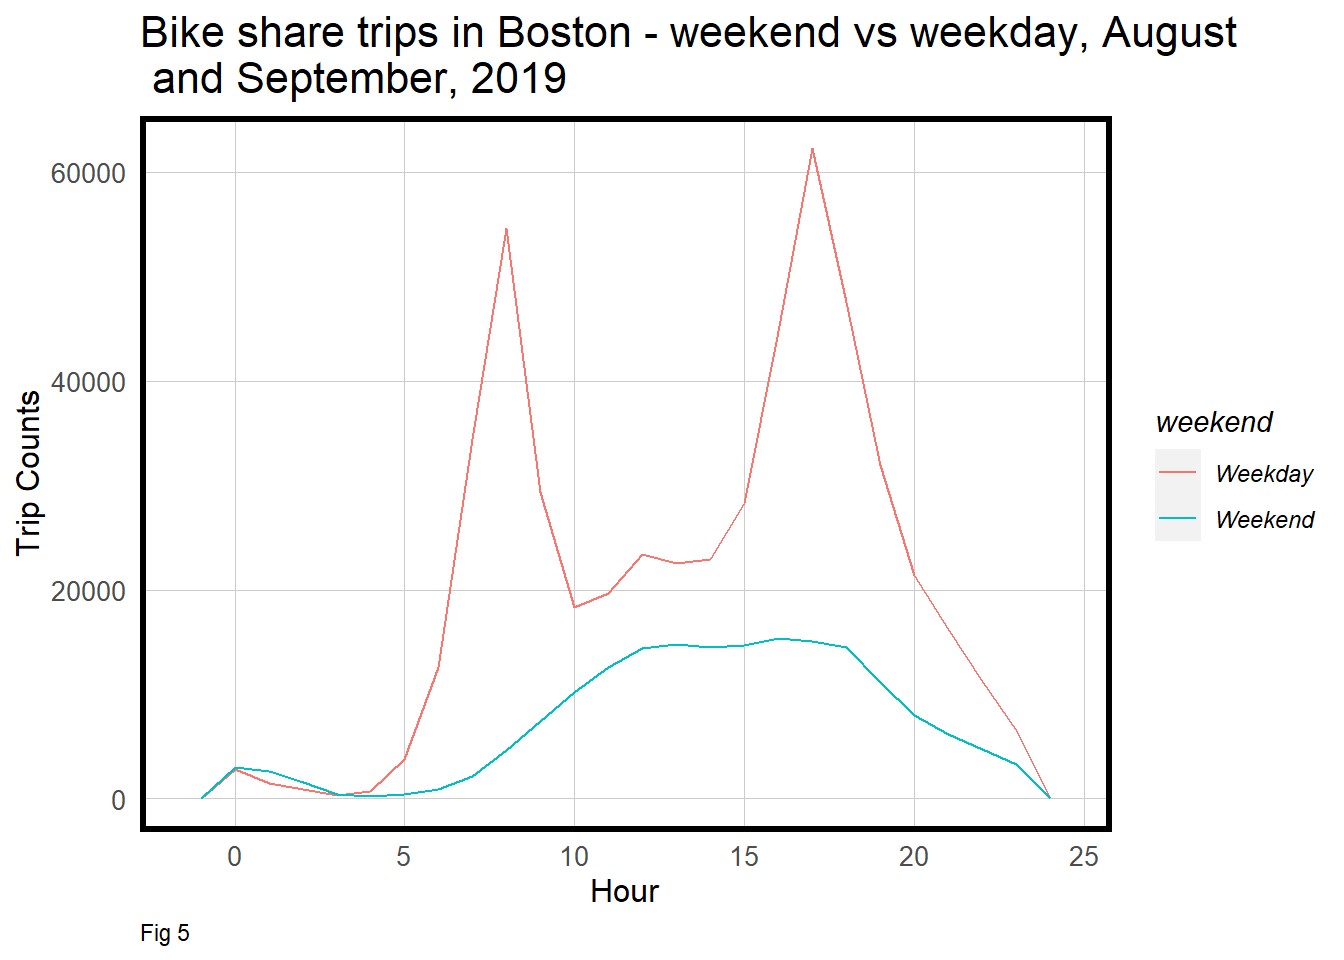 Bike share trips in Boston - weekend vs weekday, August
and September, 2019
60000
40000
20000
0
Trip Counts
0 5 10 15 20 25
Hour
weekend
Weekday
Weekend
Fig 5